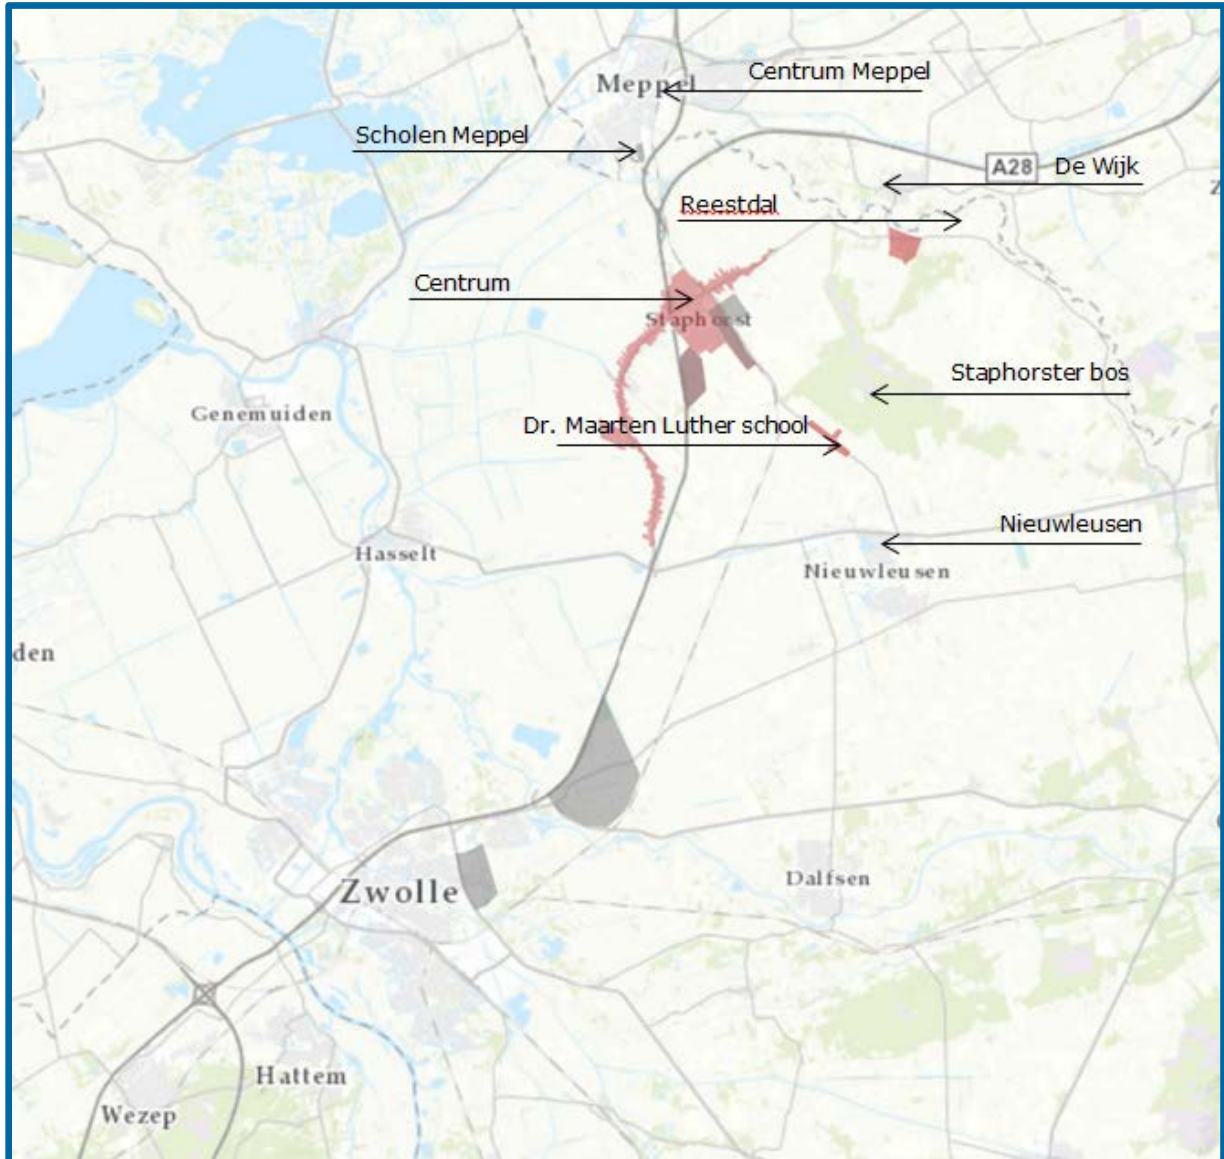 Meppel
Centrum Meppel
Scholen Meppel
A28
De Wijk
Z
Reestdal
Centrum
Staphorst
Staphorster bos
Genemuiden
Dr. Maarten Luther school
Nieuwleusen
Hasselt
Nieuwleusen
den
Zwolle
Dalfsen
Hattem
Wezep